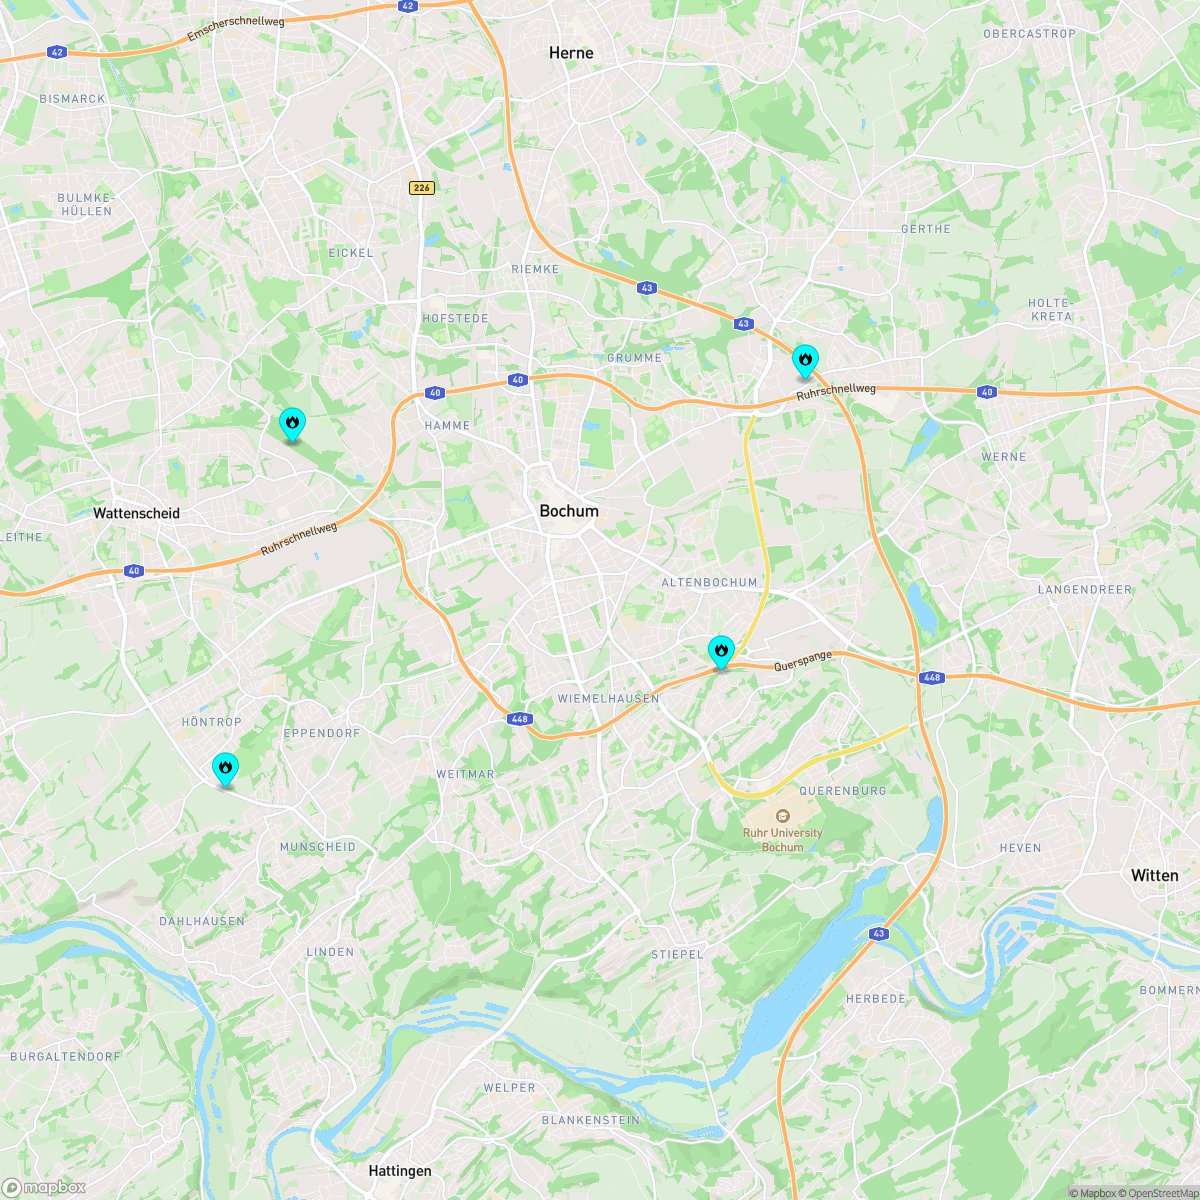 42
Emscherschnellweg
42
Herne
OBERCASTROP
BISMARCK
226
BULMKE-
HÜLLEN
GERTHE
EICKEL
RIEMKE
43
HOLTE-
KRETA
HOFSTEDE
43
GRUMME
40
40
Ruhrschnellweg
40
HAMME
WERNE
Wattenscheid
Bochum
LEITHE
Ruhrschnellweg
40
ALTENBOCHUM
LANGENDREER
Querspange
448
WIEMELHAUSEN
448
HÖNTROP
EPPENDORF
WEITMAR
QUERENBURG
Ruhr University
Bochum
MUNSCHEID
HEVEN
Witten
DAHLHAUSEN
43
LINDEN
STIEPEL
BOMMERN
HERBEDE
BURGALTENDORF
WELPER
BLANKENSTEIN
Hattingen
mapbox
© Mapbox © OpenStreetMap